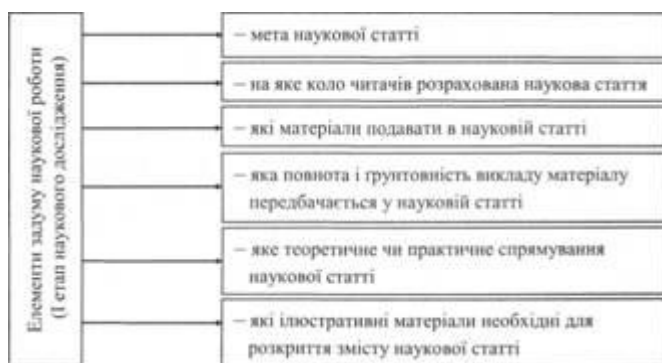 Елементи задуму наукової роботи
(І етап наукового дослідження)
– мета наукової статті
– на яке коло читачів розрахована наукова стаття
– які матеріали подавати в науковій статті
– яка повнота і ґрунтовність викладу матеріалу
передбачається у науковій статті
– яке теоретичне чи практичне спрямування
наукової статті
– які ілюстративні матеріали необхідні для
розкриття змісту наукової статті